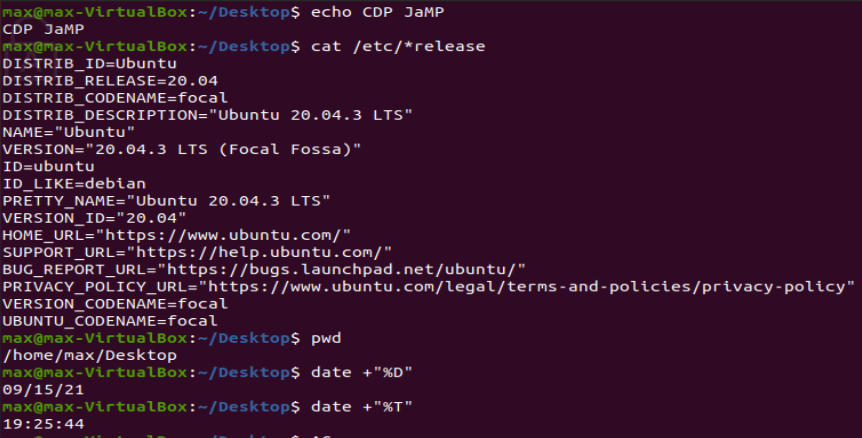 max@max-VirtualBox:~/Desktop$ echo CDP JaMP
CDP JaMP
max@max-VirtualBox:~/Desktop$ cat /etc/*release
DISTRIB_ID=Ubuntu
DISTRIB_RELEASE=20.04
DISTRIB_CODENAME=focal
DISTRIB_DESCRIPTION="Ubuntu 20.04.3 LTS"
NAME="Ubuntu"
VERSION="20.04.3 LTS (Focal Fossa)"
ID=ubuntu
ID_LIKE=debian
PRETTY_NAME="Ubuntu 20.04.3 LTS"
VERSION_ID="20.04"
HOME_URL="https://www.ubuntu.com/"
SUPPORT_URL="https://help.ubuntu.com/"
BUG_REPORT_URL="https://bugs.launchpad.net/ubuntu/"
PRIVACY_POLICY_URL="https://www.ubuntu.com/legal/terms-and-policies/privacy-policy"
VERSION_CODENAME=focal
UBUNTU_CODENAME=focal
max@max-VirtualBox:~/Desktop$ pwd
/home/max/Desktop
max@max-VirtualBox:~/Desktop$ date +"%D"
09/15/21
max@max-VirtualBox:~/Desktop$ date +"%T"
19:25:44
max@max-VirtualBox:~/Desktop$